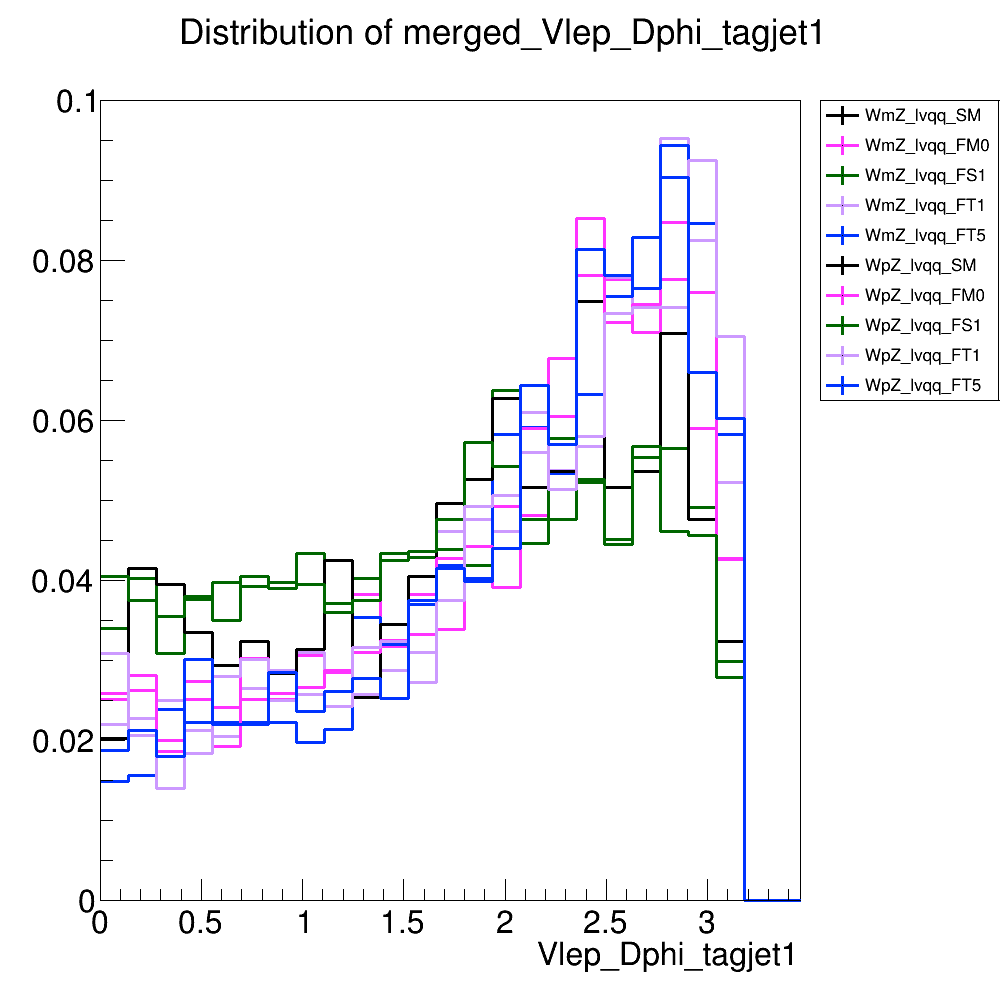 Distribution of merged_Vlep_Dphi_tagjet1
0.1
0.08
0.06
0.04
0.02
0
0 0.5 1 1.5 2 2.5 3
Vlep_Dphi_tagjet1
WmZ_lvqq_SM
WmZ_lvqq_FM0
WmZ_lvqq_FS1
WmZ_lvqq_FT1
WmZ_lvqq_FT5
WpZ_lvqq_SM
WpZ_lvqq_FM0
WpZ_lvqq_FS1
WpZ_lvqq_FT1
WpZ_lvqq_FT5